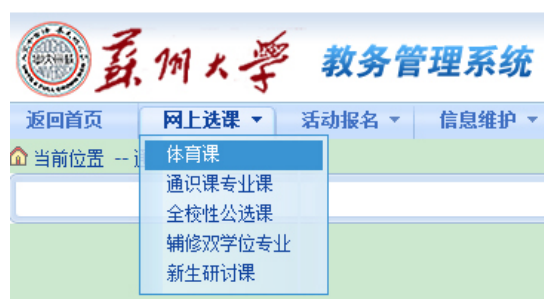 蘇州大学 教务管理系统
返回首页 网上选课 活动报名 信息维护
当前位置 --
体育课
通识课专业课
全校性公选课
辅修双学位专业
新生研讨课